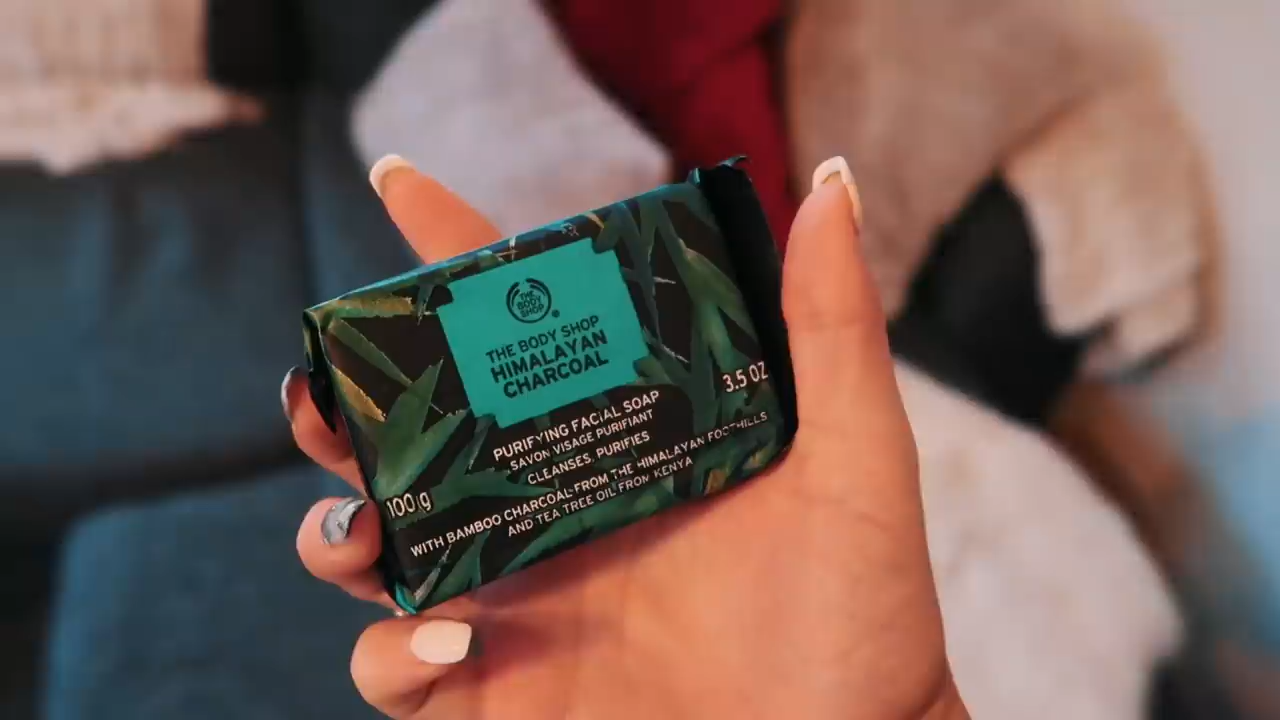 THE
BODY
SHOP
®
THE BODY SHOP
HIMALAYAN
CHARCOAL
3.5 OZ
PURIFYING FACIAL SOAP
SAVON VISAGE PURIFIANT
CLEANSES, PURIFIES
100 g
WITH BAMBOO CHARCOAL FROM THE HIMALAYAN FOOTHILLS
AND TEA TREE OIL FROM KENYA